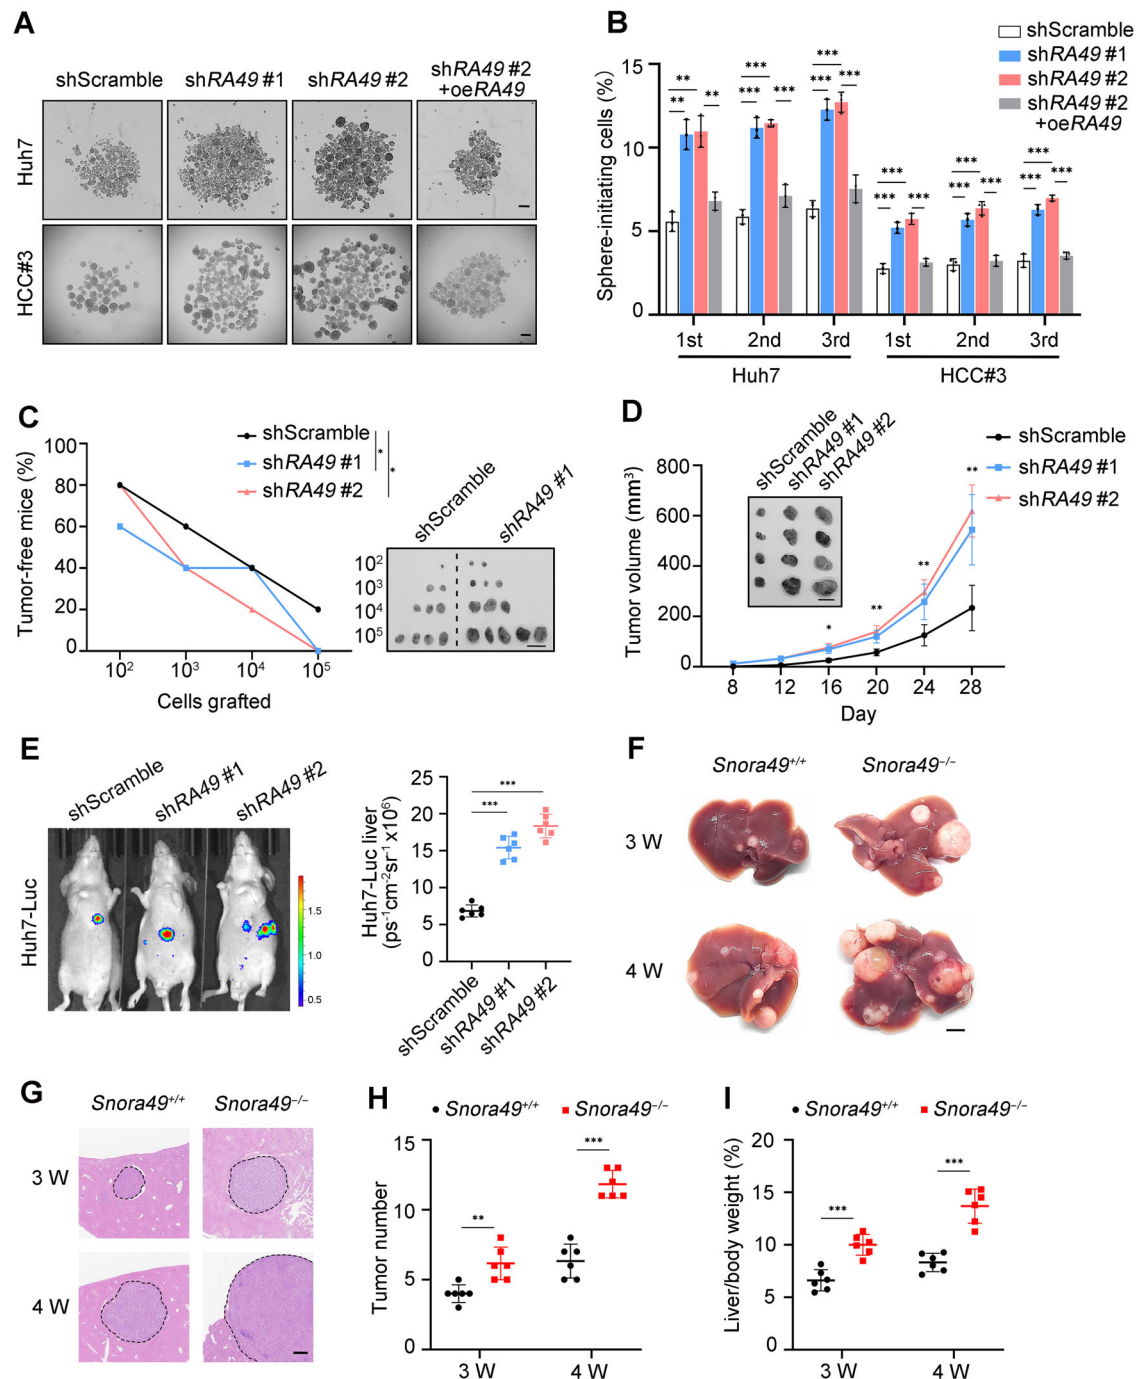 A
shScramble
shRA49 #1
shRA49 #2
shRA49 #2
+oeRA49
Huh7
HCC#3
B
shScramble
shRA49 #1
shRA49 #2
shRA49 #2
+oeRA49
Sphere-initiating cells (%)
15
10
5
0
** ** **
*** *** ***
*** *** ***
*** *** ***
*** *** ***
*** *** ***
1st 2nd 3rd 1st 2nd 3rd
Huh7 HCC#3
C
shScramble
shRA49 #1
shRA49 #2
*
*
Tumor-free mice (%)
100
80
60
40
20
0
10² 10³ 10⁴ 10⁵
Cells grafted
shScramble
shRA49 #1
10²
10³
10⁴
10⁵
D
shScramble
shRA49 #1
shRA49 #2
shScramble
shRA49 #1
shRA49 #2
Tumor volume (mm³)
800
600
400
200
0
* ** ** **
8 12 16 20 24 28
Day
E
shScramble
shRA49 #1
shRA49 #2
Huh7-Luc
1.5
1.0
0.5
Huh7-Luc liver
(ps⁻¹cm⁻²sr⁻¹ x10⁶)
25
20
15
10
5
0
***
***
shScramble
shRA49 #1
shRA49 #2
F
Snora49⁺/⁺ Snora49⁻/⁻
3 W
4 W
G
Snora49⁺/⁺ Snora49⁻/⁻
3 W
4 W
H
Snora49⁺/⁺ Snora49⁻/⁻
Tumor number
15
10
5
0
** ***
3 W 4 W
I
Snora49⁺/⁺ Snora49⁻/⁻
Liver/body weight (%)
20
15
10
5
0
*** ***
3 W 4 W